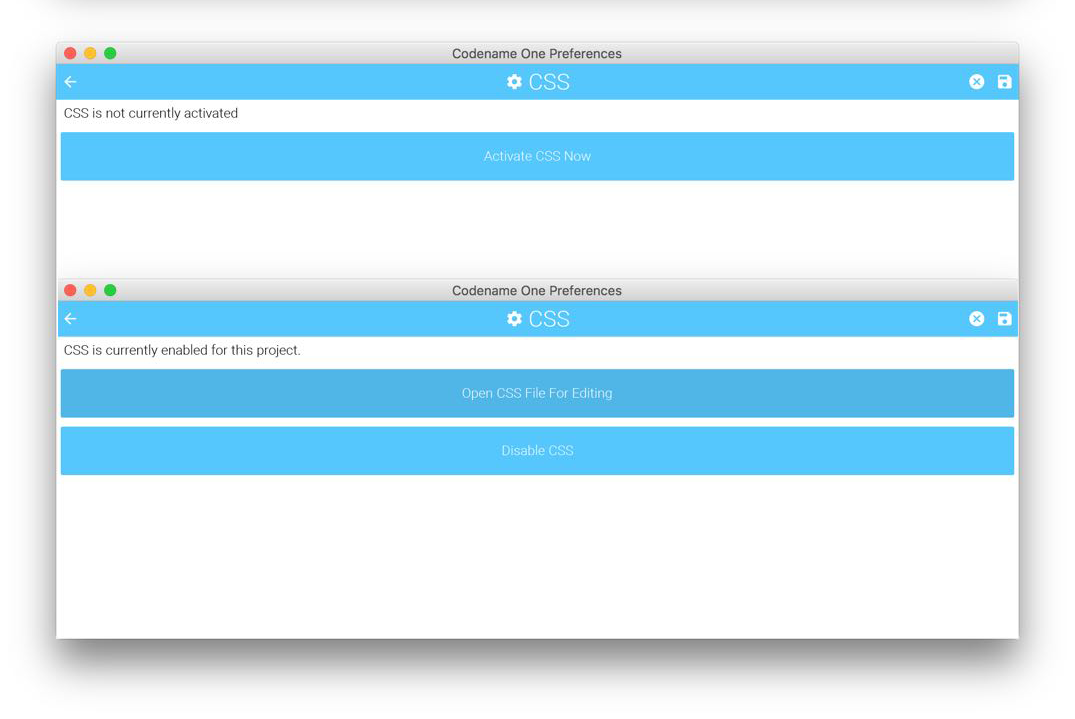 Codename One Preferences
CSS
CSS is not currently activated
Activate CSS Now
Codename One Preferences
CSS
CSS is currently enabled for this project.
Open CSS File For Editing
Disable CSS